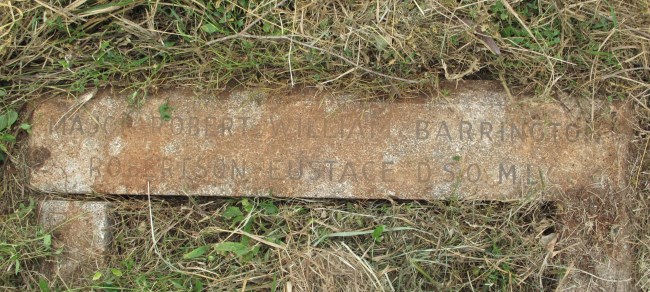 MAJOR ROBERT WILLIAM BARRINGTON
ROBERTSON-EUSTACE D.S.O. M.L.C.